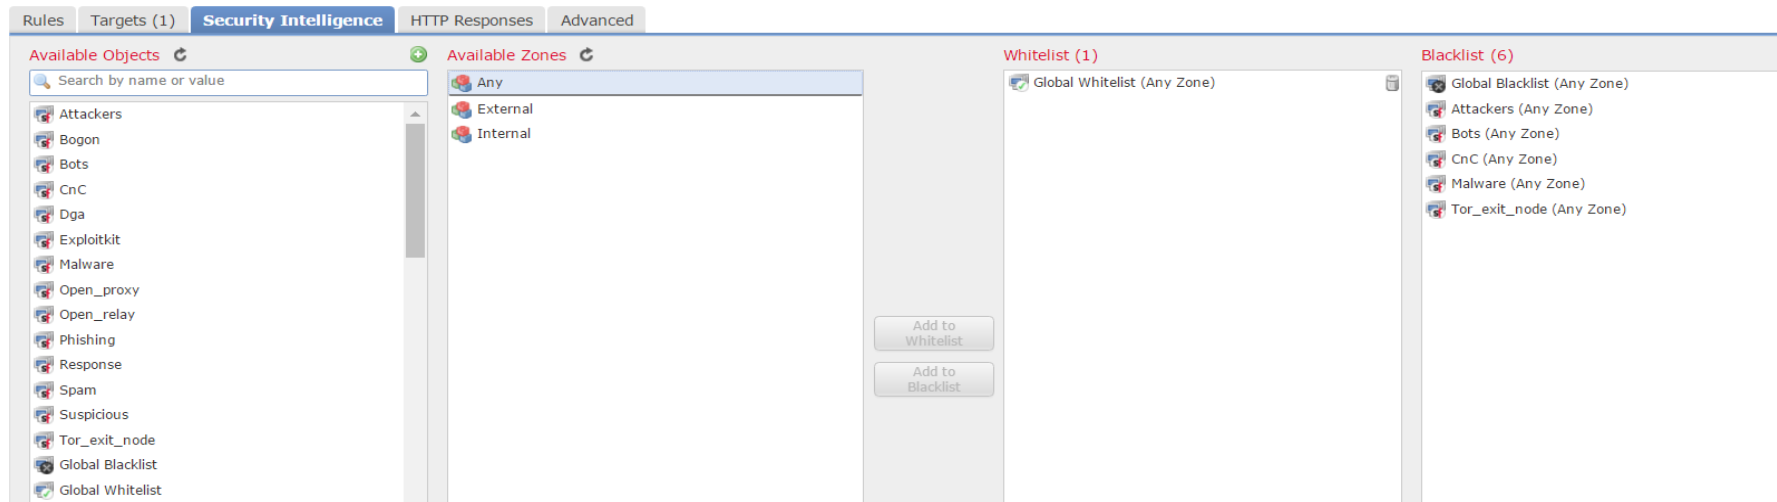 Rules Targets (1) Security Intelligence HTTP Responses Advanced
Available Objects
Search by name or value
Attackers
Bogon
Bots
CnC
Dga
Exploitkit
Malware
Open_proxy
Open_relay
Phishing
Response
Spam
Suspicious
Tor_exit_node
Global Blacklist
Global Whitelist
Available Zones
Any
External
Internal
Add to
Whitelist
Add to
Blacklist
Whitelist (1)
Global Whitelist (Any Zone)
Blacklist (6)
Global Blacklist (Any Zone)
Attackers (Any Zone)
Bots (Any Zone)
CnC (Any Zone)
Malware (Any Zone)
Tor_exit_node (Any Zone)